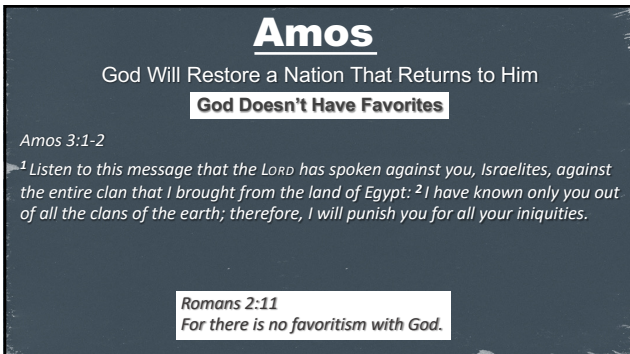 Amos
God Will Restore a Nation That Returns to Him
God Doesn’t Have Favorites
Amos 3:1-2
1 Listen to this message that the LORD has spoken against you, Israelites, against
the entire clan that I brought from the land of Egypt: 2 I have known only you out
of all the clans of the earth; therefore, I will punish you for all your iniquities.
Romans 2:11
For there is no favoritism with God.